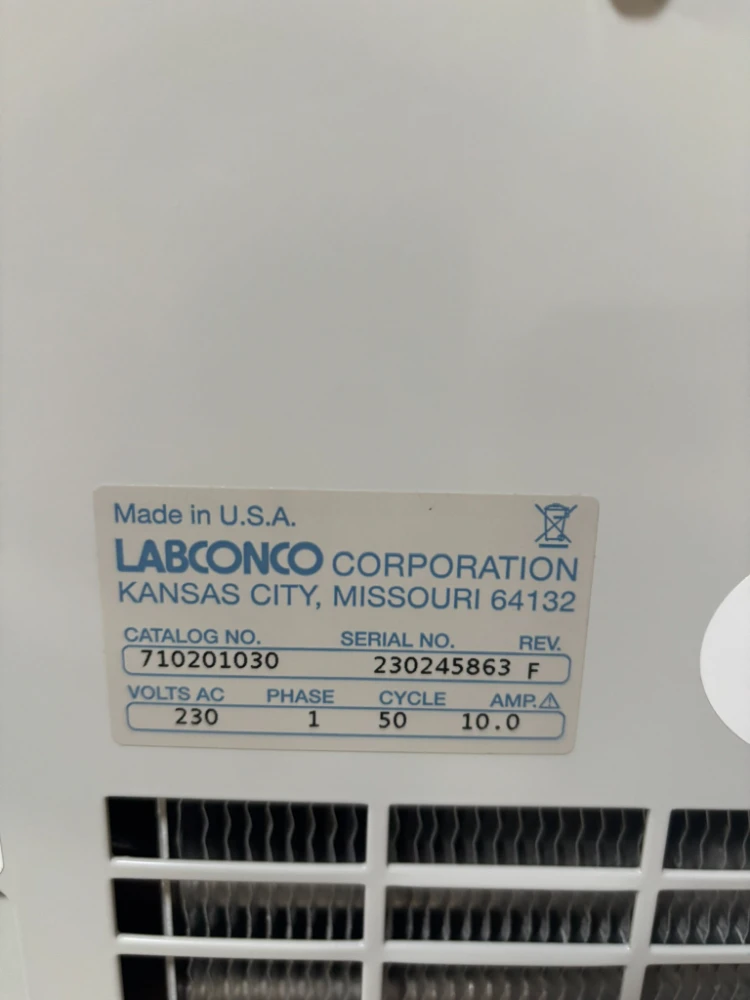 Made in U.S.A.
LABCONCO CORPORATION
KANSAS CITY, MISSOURI 64132
CATALOG NO. SERIAL NO. REV.
710201030 230245863 F
VOLTS AC PHASE CYCLE AMP.⚠
230 1 50 10.0